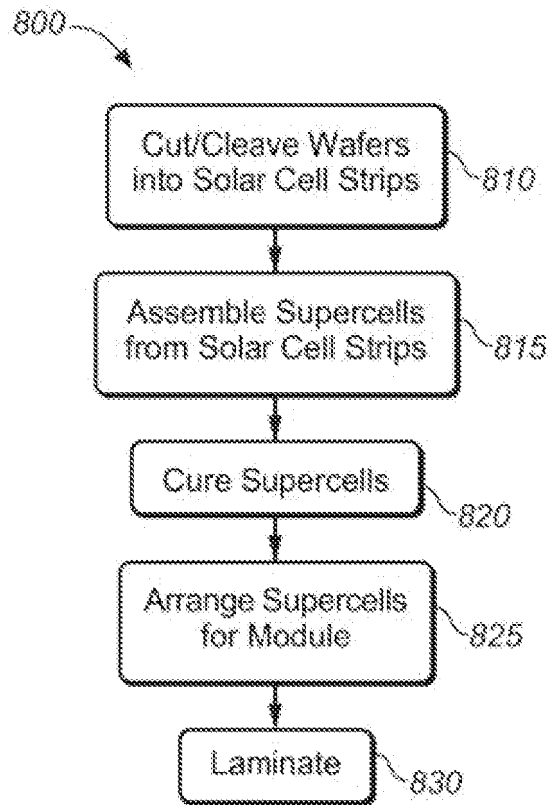 800
Cut/Cleave Wafers
into Solar Cell Strips
810
Assemble Supercells
from Solar Cell Strips
815
Cure Supercells
820
Arrange Supercells
for Module
825
Laminate
830